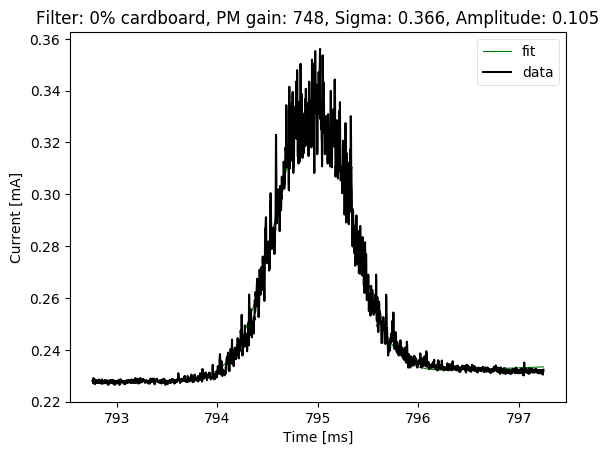 Filter: 0% cardboard, PM gain: 748, Sigma: 0.366, Amplitude: 0.105
0.36
fit
data
0.34
0.32
0.30
0.28
0.26
0.24
0.22
Current [mA]
793 794 795 796 797
Time [ms]